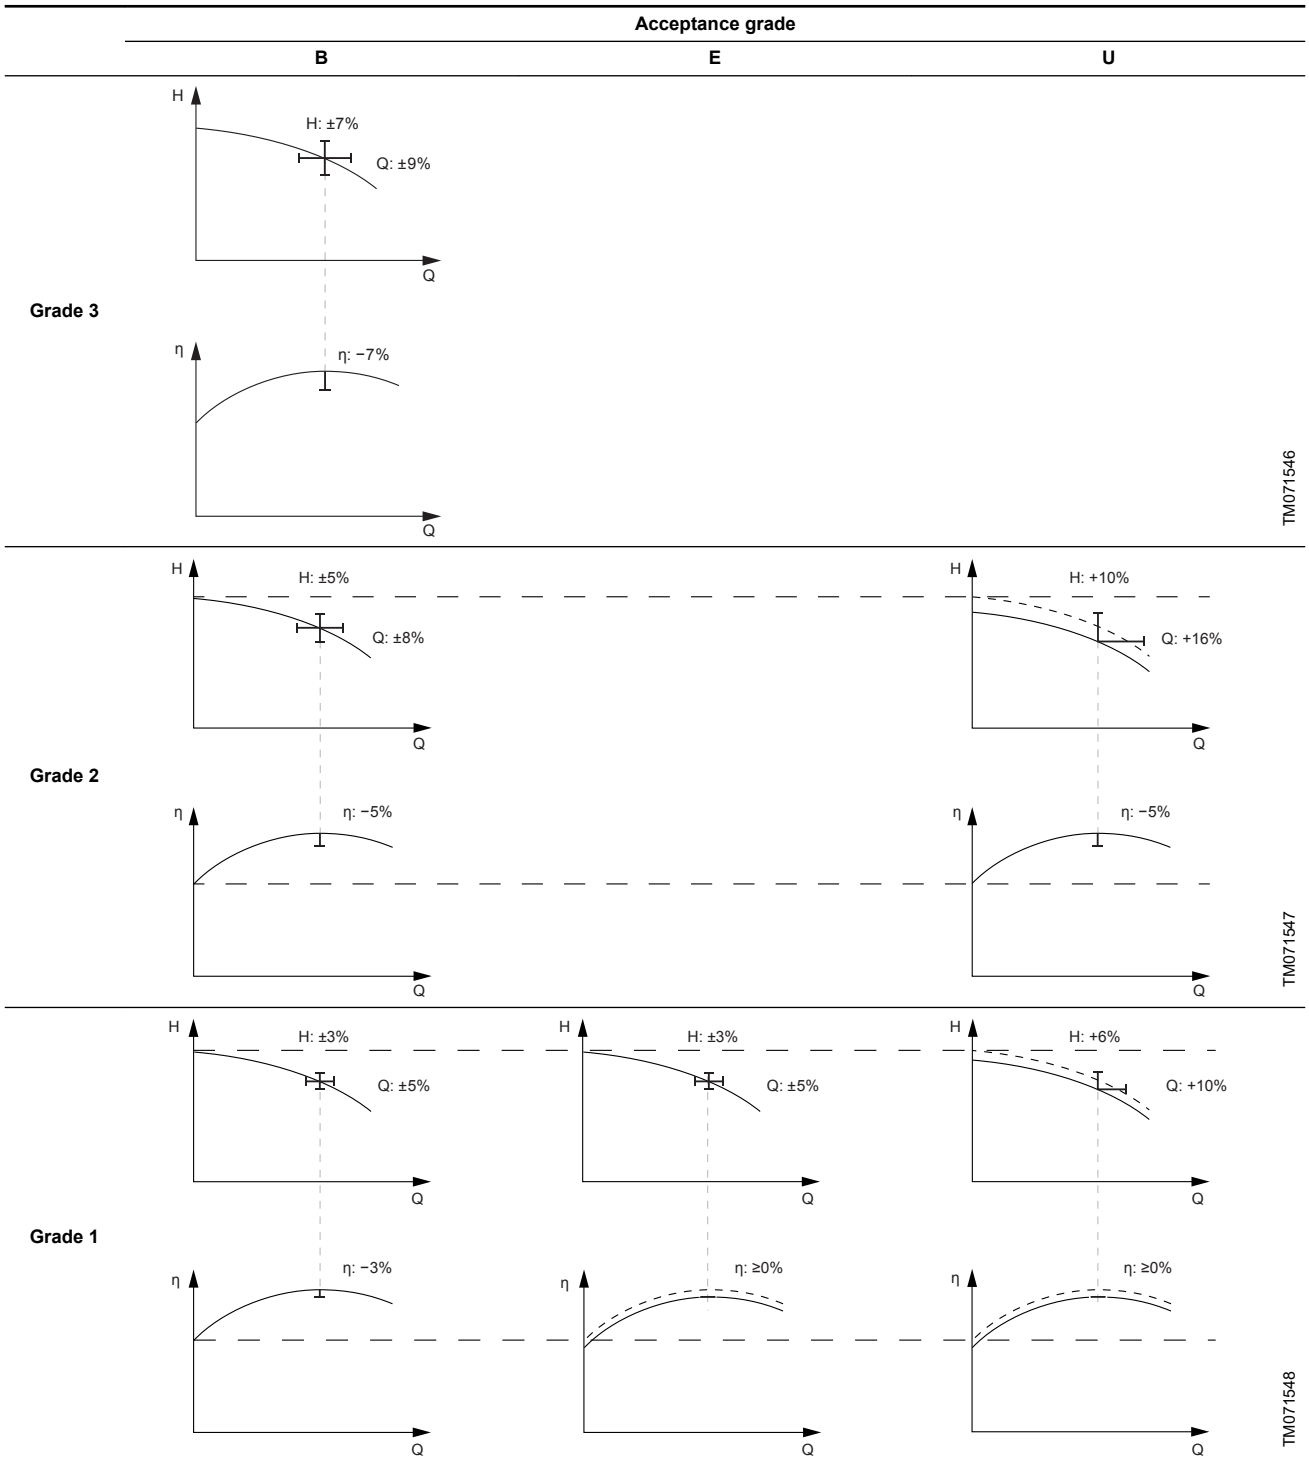 Acceptance grade
B E U
Grade 3
H
H: ±7%
Q: ±9%
Q
η
η: −7%
Q
TM071546
Grade 2
H
H: ±5%
Q: ±8%
Q
η
η: −5%
Q
H
H: +10%
Q: +16%
Q
η
η: −5%
Q
TM071547
Grade 1
H
H: ±3%
Q: ±5%
Q
η
η: −3%
Q
H
H: ±3%
Q: ±5%
Q
η
η: ≥0%
Q
H
H: +6%
Q: +10%
Q
η
η: ≥0%
Q
TM071548